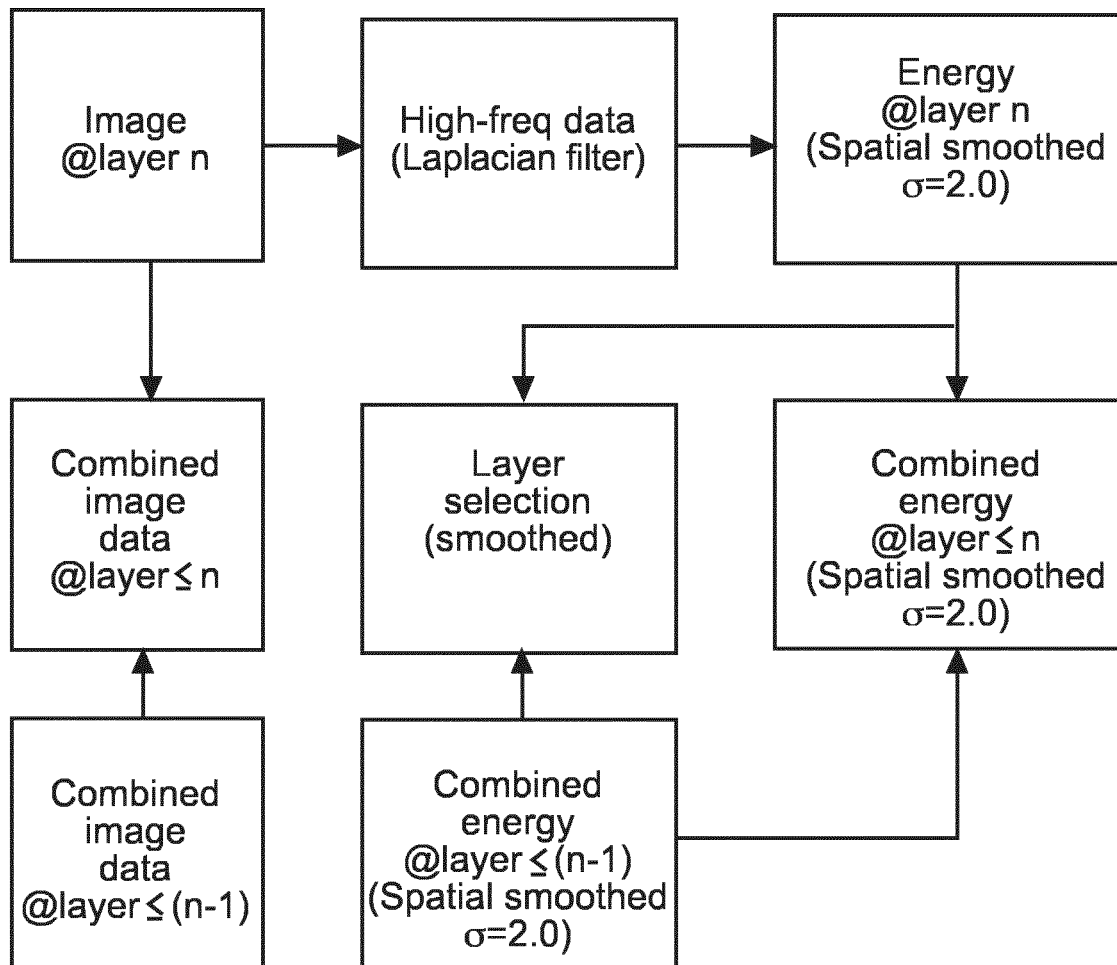 Image
@layer n
High-freq data
(Laplacian filter)
Energy
@layer n
(Spatial smoothed
σ=2.0)
Combined
image
data
@layer ≤ n
Layer
selection
(smoothed)
Combined
energy
@layer ≤ n
(Spatial smoothed
σ=2.0)
Combined
image
data
@layer ≤ (n-1)
Combined
energy
@layer ≤ (n-1)
(Spatial smoothed
σ=2.0)